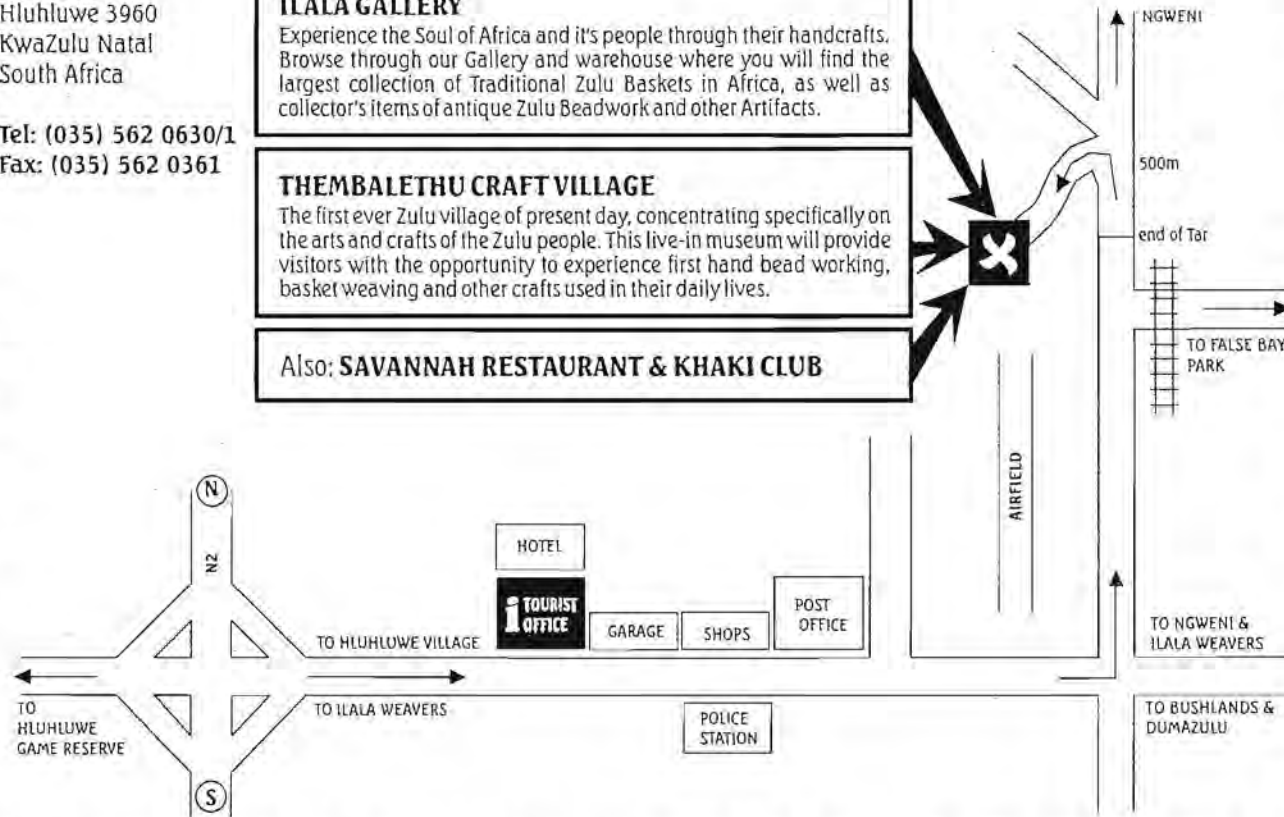 Hluhluwe 3960
KwaZulu Natal
South Africa
Tel: (035) 562 0630/1
Fax: (035) 562 0361
ILALA GALLERY
Experience the Soul of Africa and it's people through their handcrafts.
Browse through our Gallery and warehouse where you will find the
largest collection of Traditional Zulu Baskets in Africa, as well as
collector's items of antique Zulu Beadwork and other Artifacts.
THEMBALETHU CRAFT VILLAGE
The first ever Zulu village of present day, concentrating specifically on
the arts and crafts of the Zulu people. This live-in museum will provide
visitors with the opportunity to experience first hand bead working,
basket weaving and other crafts used in their daily lives.
Also: SAVANNAH RESTAURANT & KHAKI CLUB
NGWENI
500m
end of Tar
TO FALSE BAY
PARK
AIRFIELD
N
N2
HOTEL
i TOURIST
OFFICE
GARAGE
SHOPS
POST
OFFICE
TO HLUHLUWE VILLAGE
TO NGWENI &
ILALA WEAVERS
TO
HLUHLUWE
GAME RESERVE
TO ILALA WEAVERS
POLICE
STATION
TO BUSHLANDS &
DUMAZULU
S